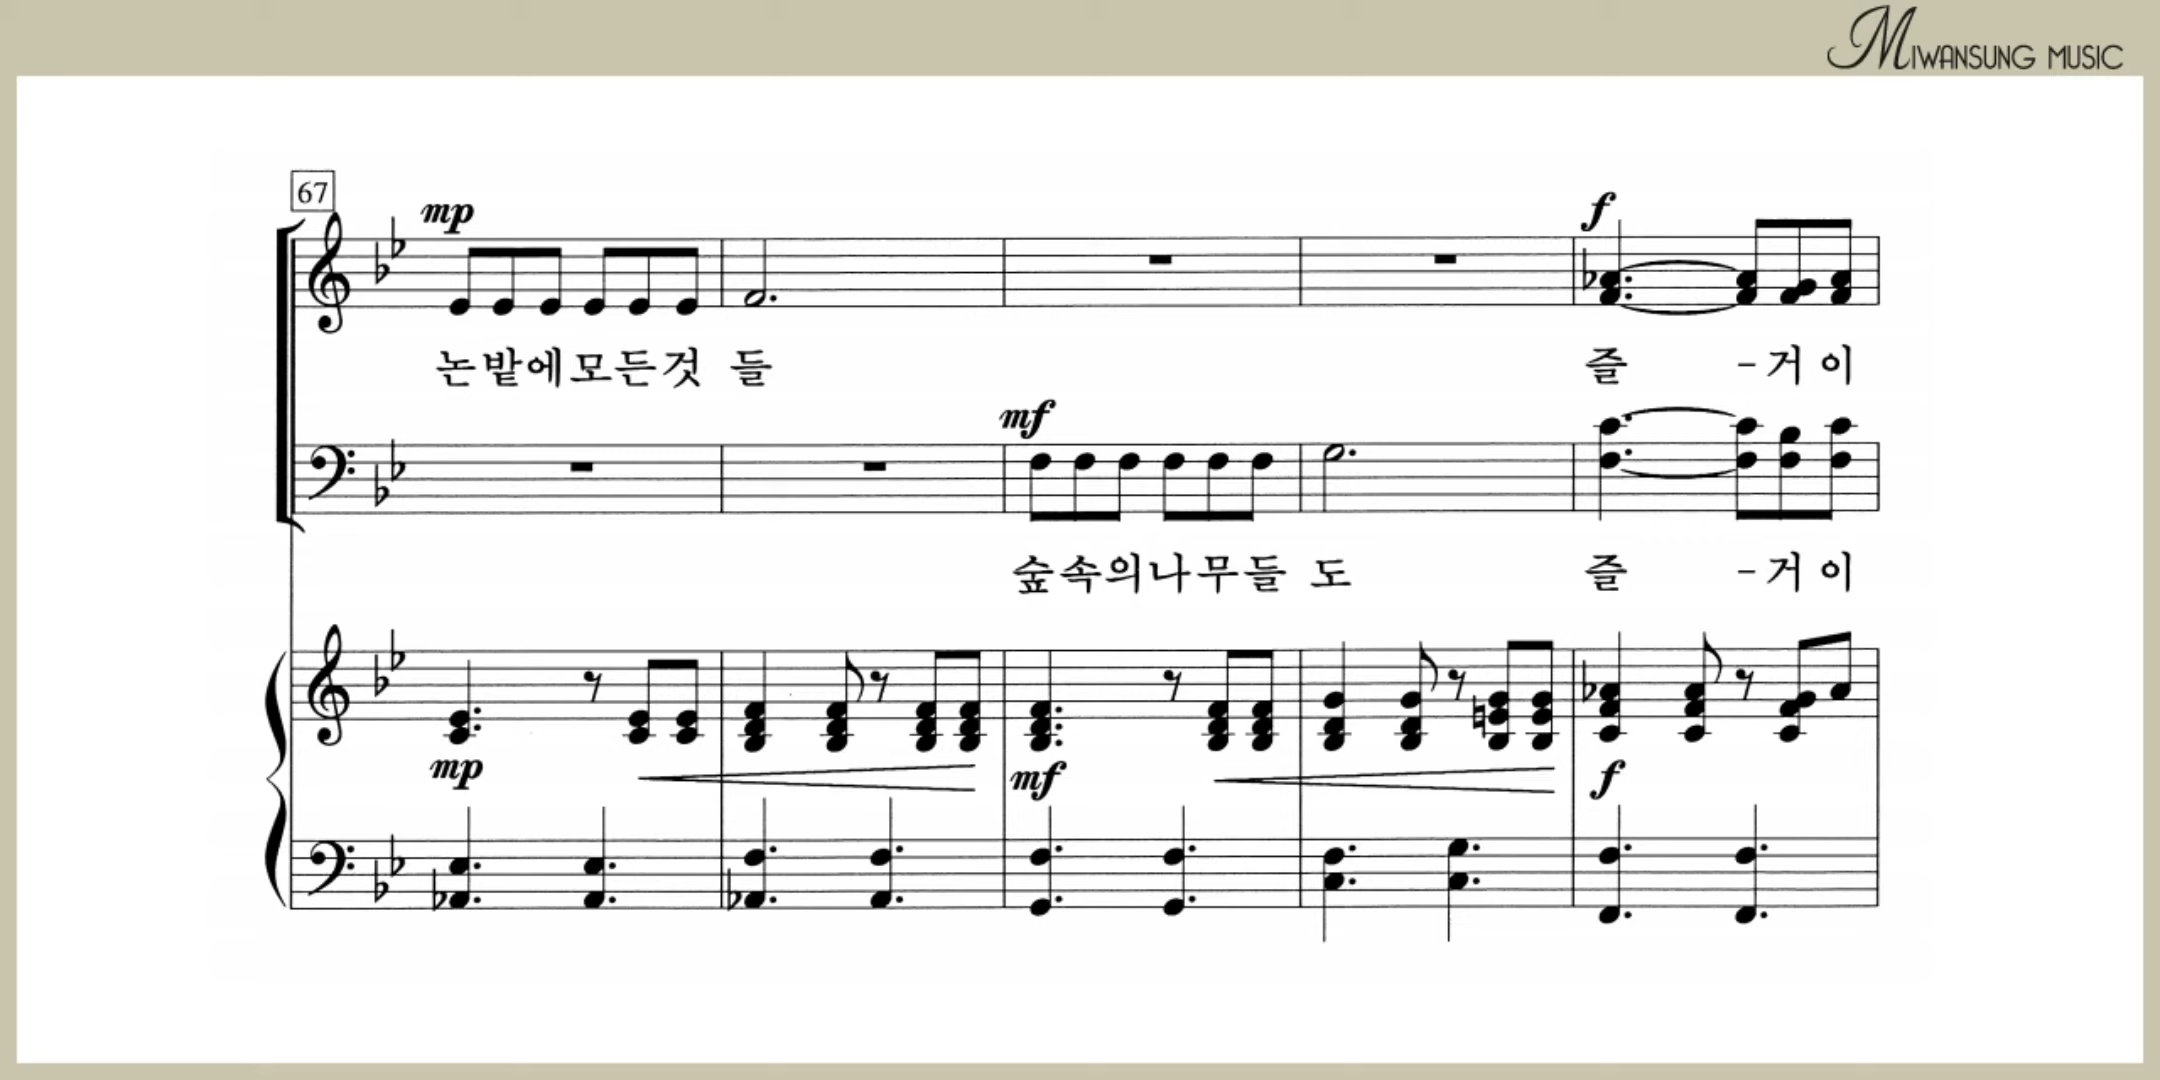 MIWANSUNG MUSIC
67
mp
f
논밭에모든것 들 즐 -거이
mf
숲속의나무들 도 즐 -거이
mp mf f